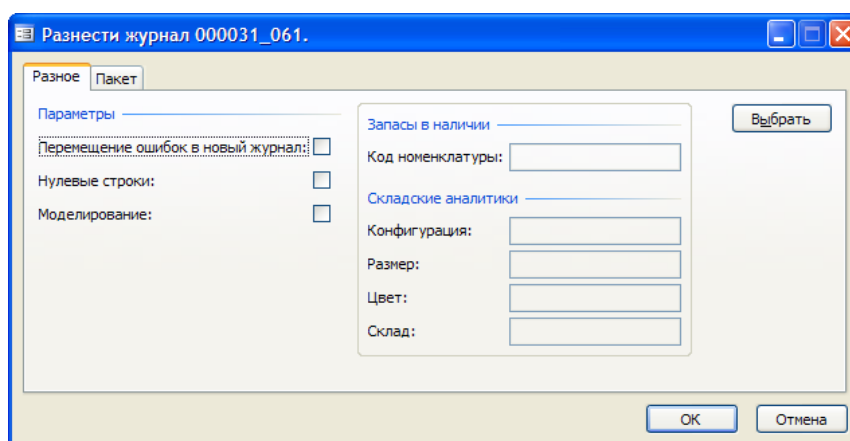 Разнести журнал 000031_061.
Разное
Пакет
Параметры
Перемещение ошибок в новый журнал:
Нулевые строки:
Моделирование:
Запасы в наличии
Код номенклатуры:
Складские аналитики
Конфигурация:
Размер:
Цвет:
Склад:
Выбрать
ОК
Отмена